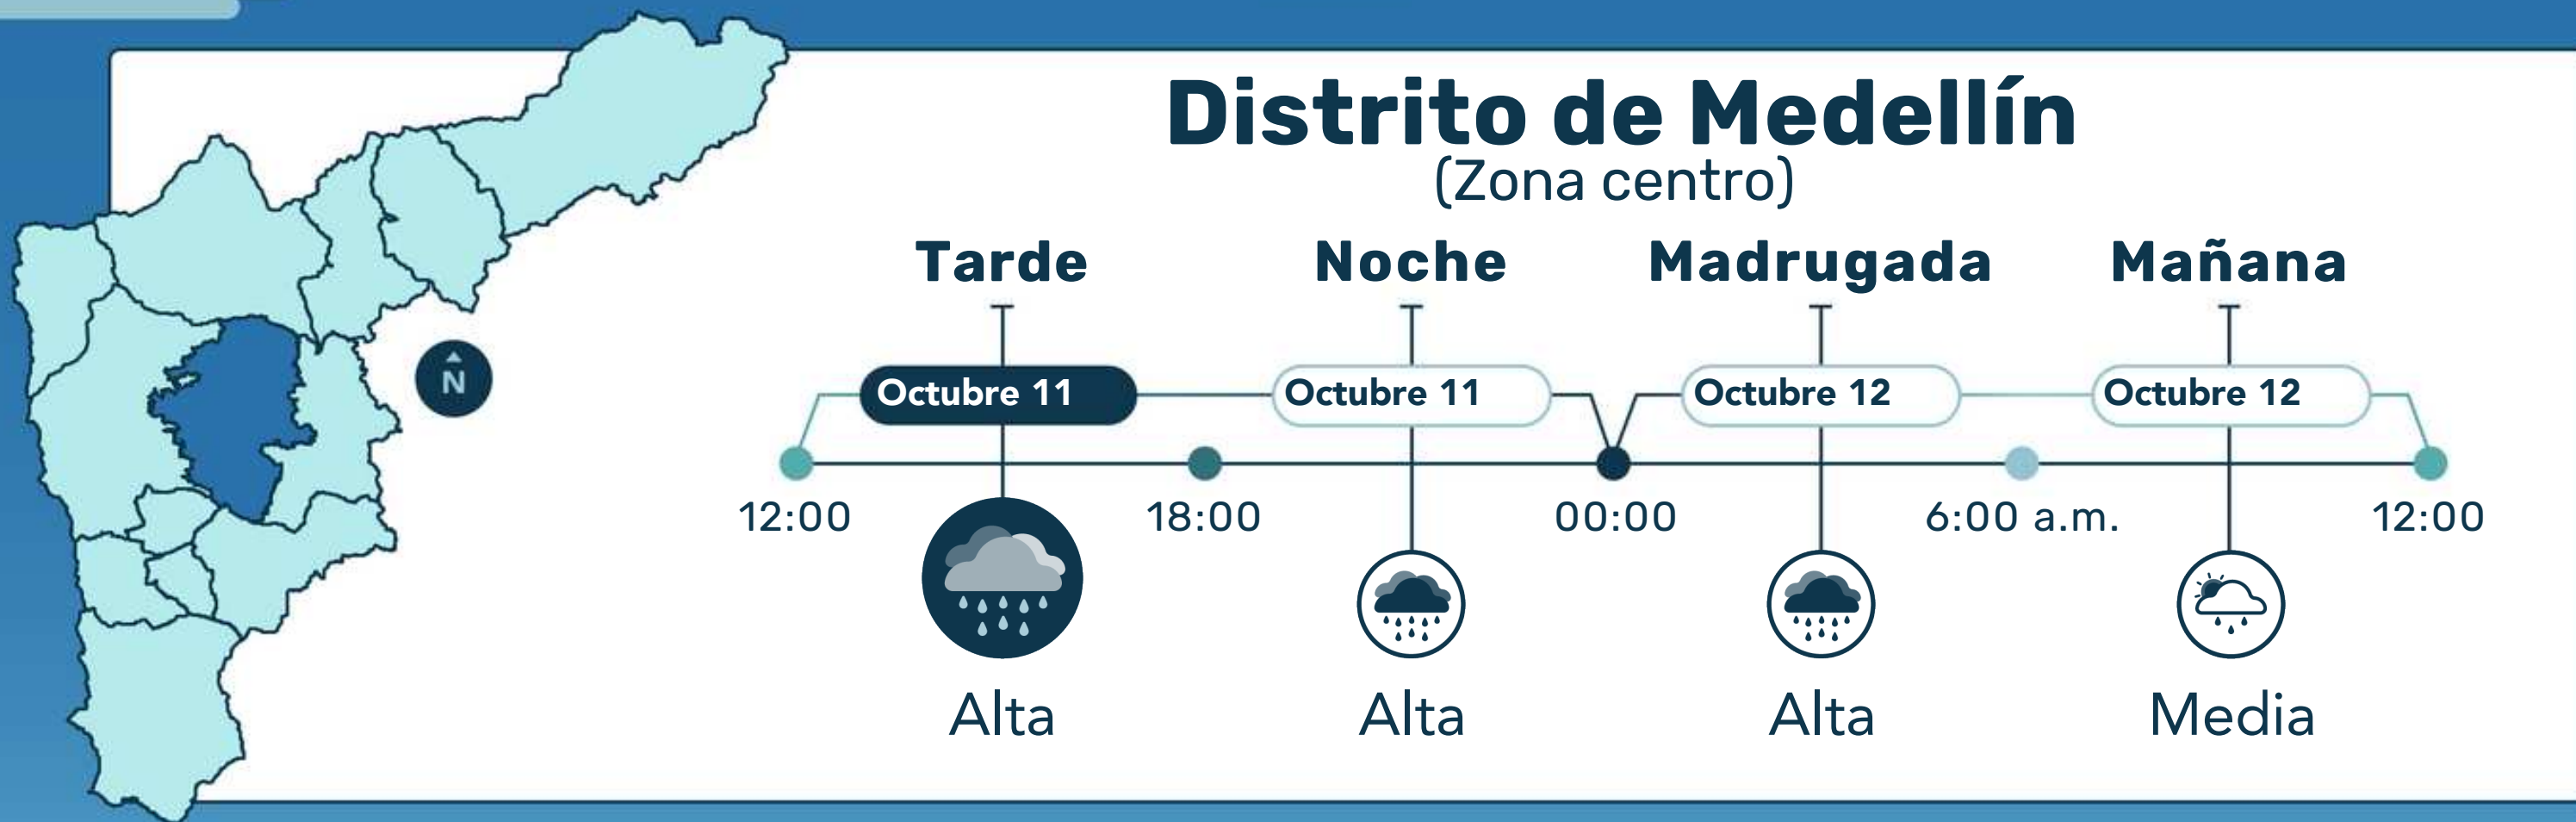 Distrito de Medellín
(Zona centro)
Tarde Noche Madrugada Mañana
N
Octubre 11 Octubre 11 Octubre 12 Octubre 12
12:00 18:00 00:00 6:00 a.m. 12:00
Alta Alta Alta Media